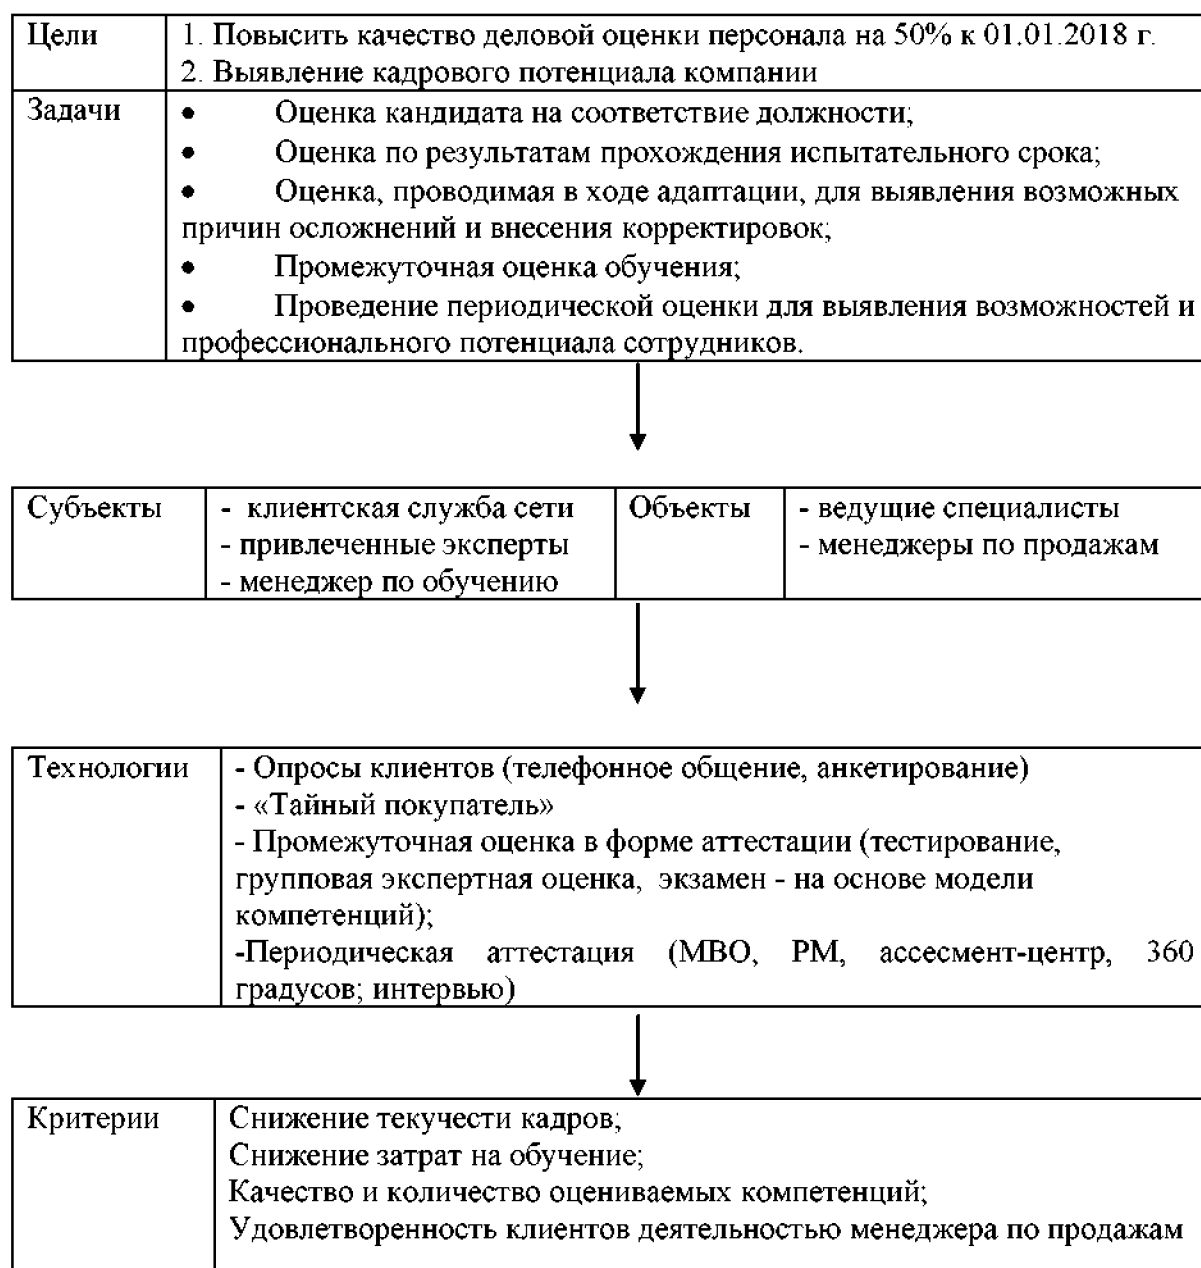 Цели
1. Повысить качество деловой оценки персонала на 50% к 01.01.2018 г.
2. Выявление кадрового потенциала компании
Задачи
• Оценка кандидата на соответствие должности;
• Оценка по результатам прохождения испытательного срока;
• Оценка, проводимая в ходе адаптации, для выявления возможных
причин осложнений и внесения корректировок;
• Промежуточная оценка обучения;
• Проведение периодической оценки для выявления возможностей и
профессионального потенциала сотрудников.
Субъекты
- клиентская служба сети
- привлеченные эксперты
- менеджер по обучению
Объекты
- ведущие специалисты
- менеджеры по продажам
Технологии
- Опросы клиентов (телефонное общение, анкетирование)
- «Тайный покупатель»
- Промежуточная оценка в форме аттестации (тестирование,
групповая экспертная оценка, экзамен - на основе модели
компетенций);
-Периодическая аттестация (МВО, РМ, ассесмент-центр, 360
градусов; интервью)
Критерии
Снижение текучести кадров;
Снижение затрат на обучение;
Качество и количество оцениваемых компетенций;
Удовлетворенность клиентов деятельностью менеджера по продажам